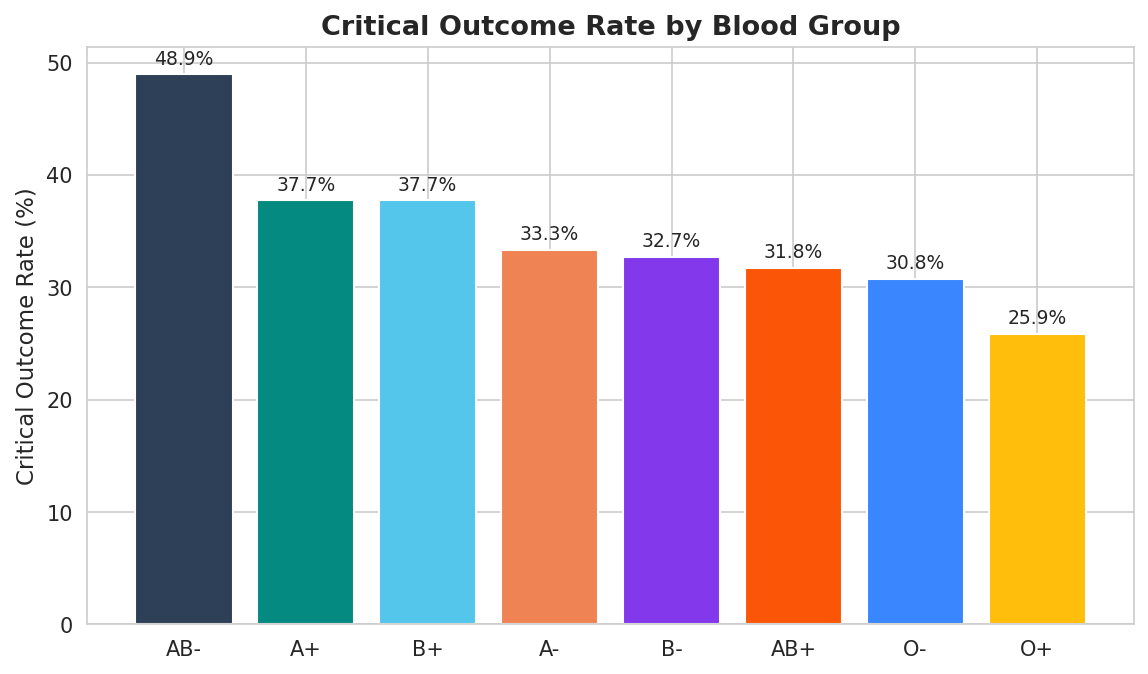 Critical Outcome Rate by Blood Group
Critical Outcome Rate (%)
50
40
30
20
10
0
48.9%
37.7%
37.7%
33.3%
32.7%
31.8%
30.8%
25.9%
AB-
A+
B+
A-
B-
AB+
O-
O+